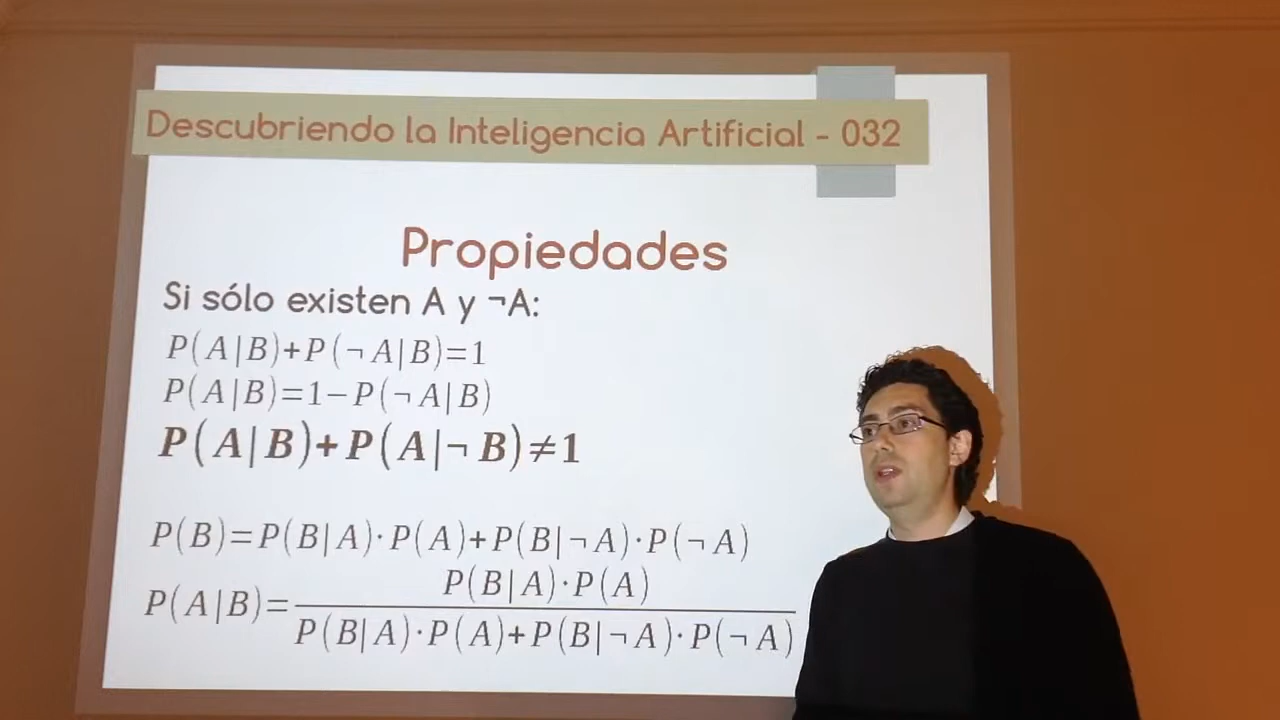 Descubriendo la Inteligencia Artificial - 032
Propiedades
Si sólo existen A y ¬A:
P(A|B)+P(¬A|B)=1
P(A|B)=1−P(¬A|B)
P(A|B)+P(A|¬B)≠1
P(B)=P(B|A)·P(A)+P(B|¬A)·P(¬A)
P(B|A)·P(A)
P(A|B)=
P(B|A)·P(A)+P(B|¬A)·P(¬A)